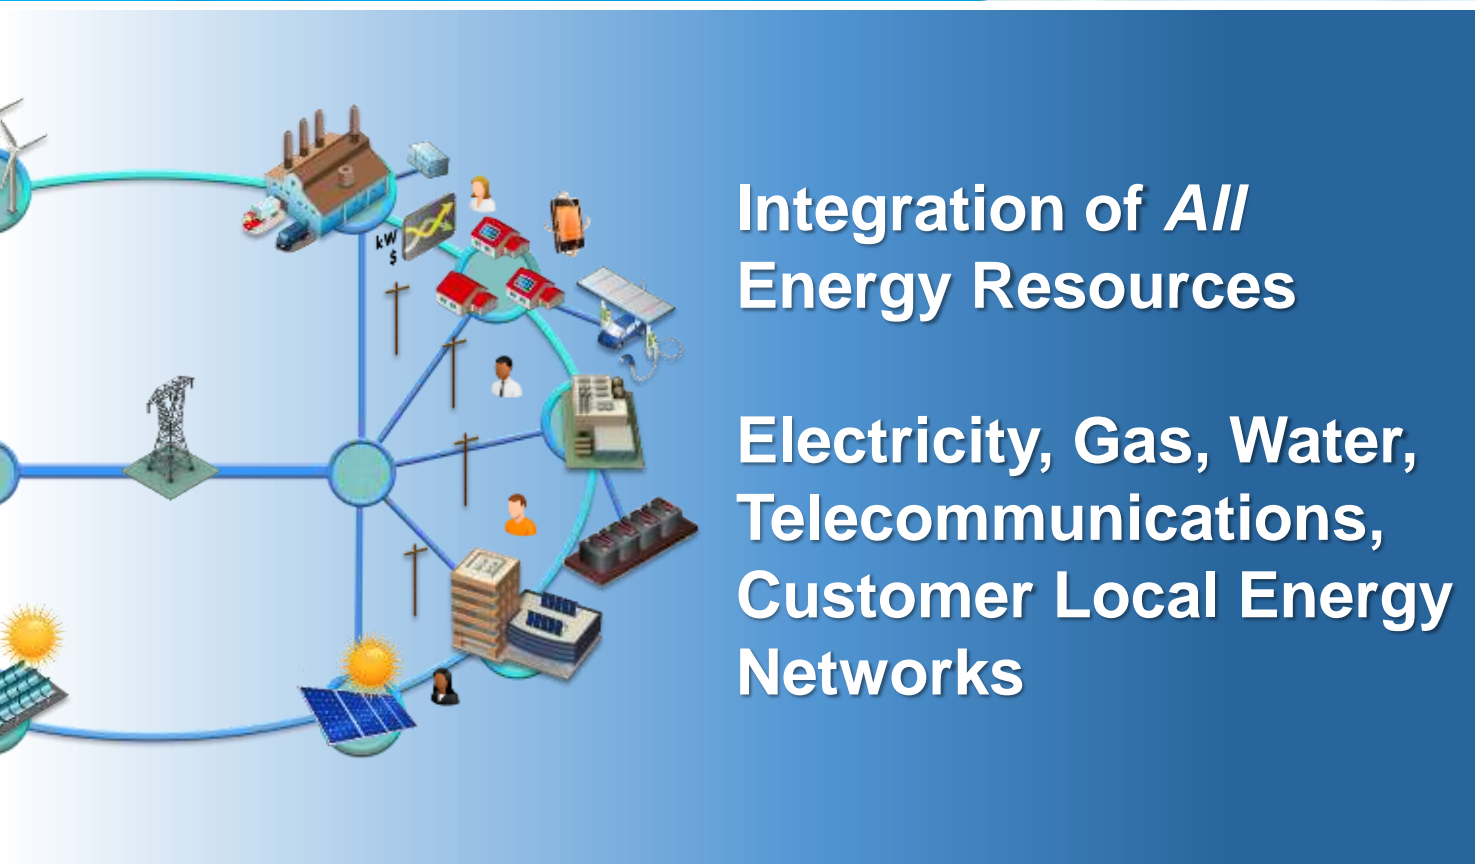 kW
$
Integration of All
Energy Resources
Electricity, Gas, Water,
Telecommunications,
Customer Local Energy
Networks